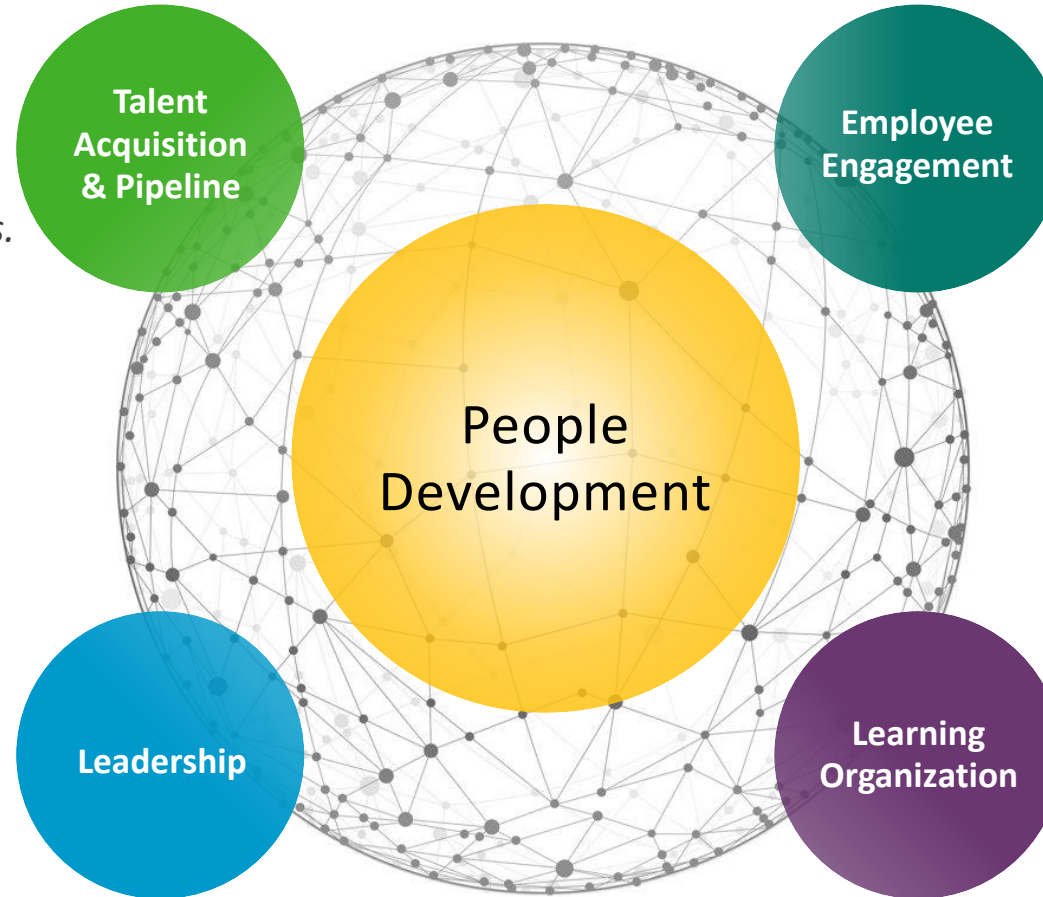 Talent
Acquisition
& Pipeline
Employee
Engagement
s.
People
Development
Leadership
Learning
Organization